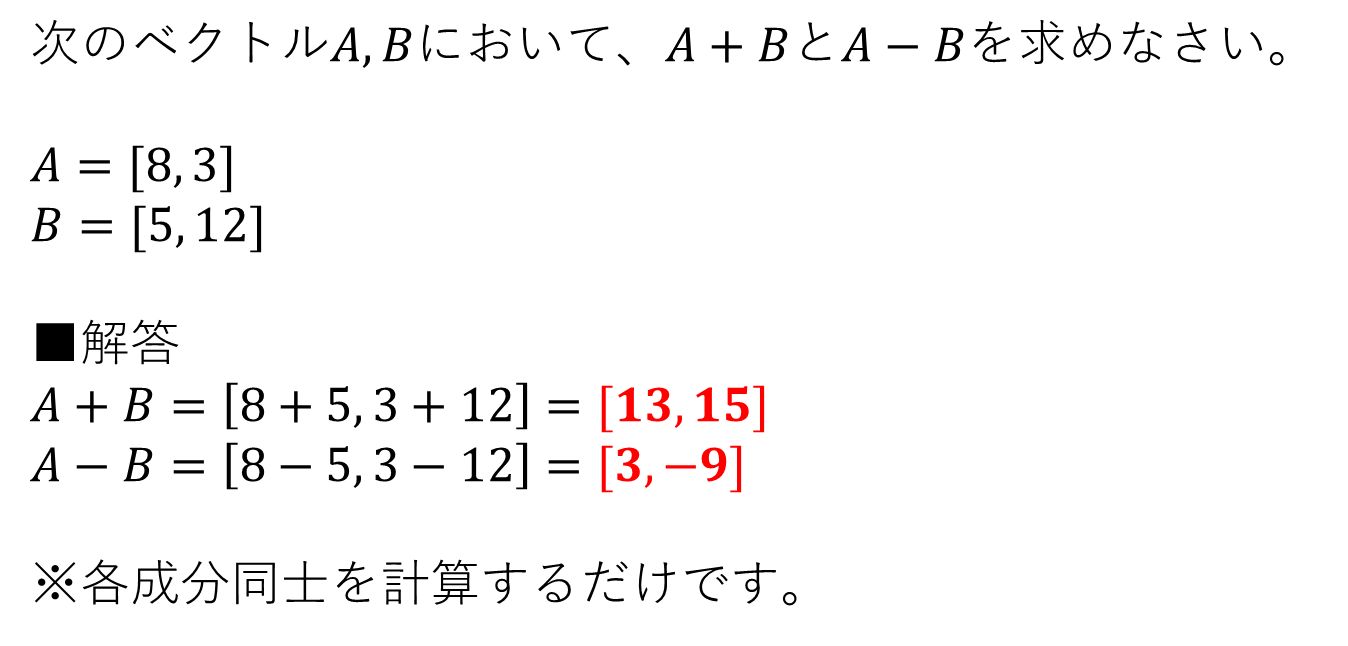 次のベクトルA, Bにおいて、A + BとA − Bを求めなさい。
A = [8, 3]
B = [5, 12]
■解答
A + B = [8 + 5, 3 + 12] = [13, 15]
A − B = [8 − 5, 3 − 12] = [3, −9]
※各成分同士を計算するだけです。